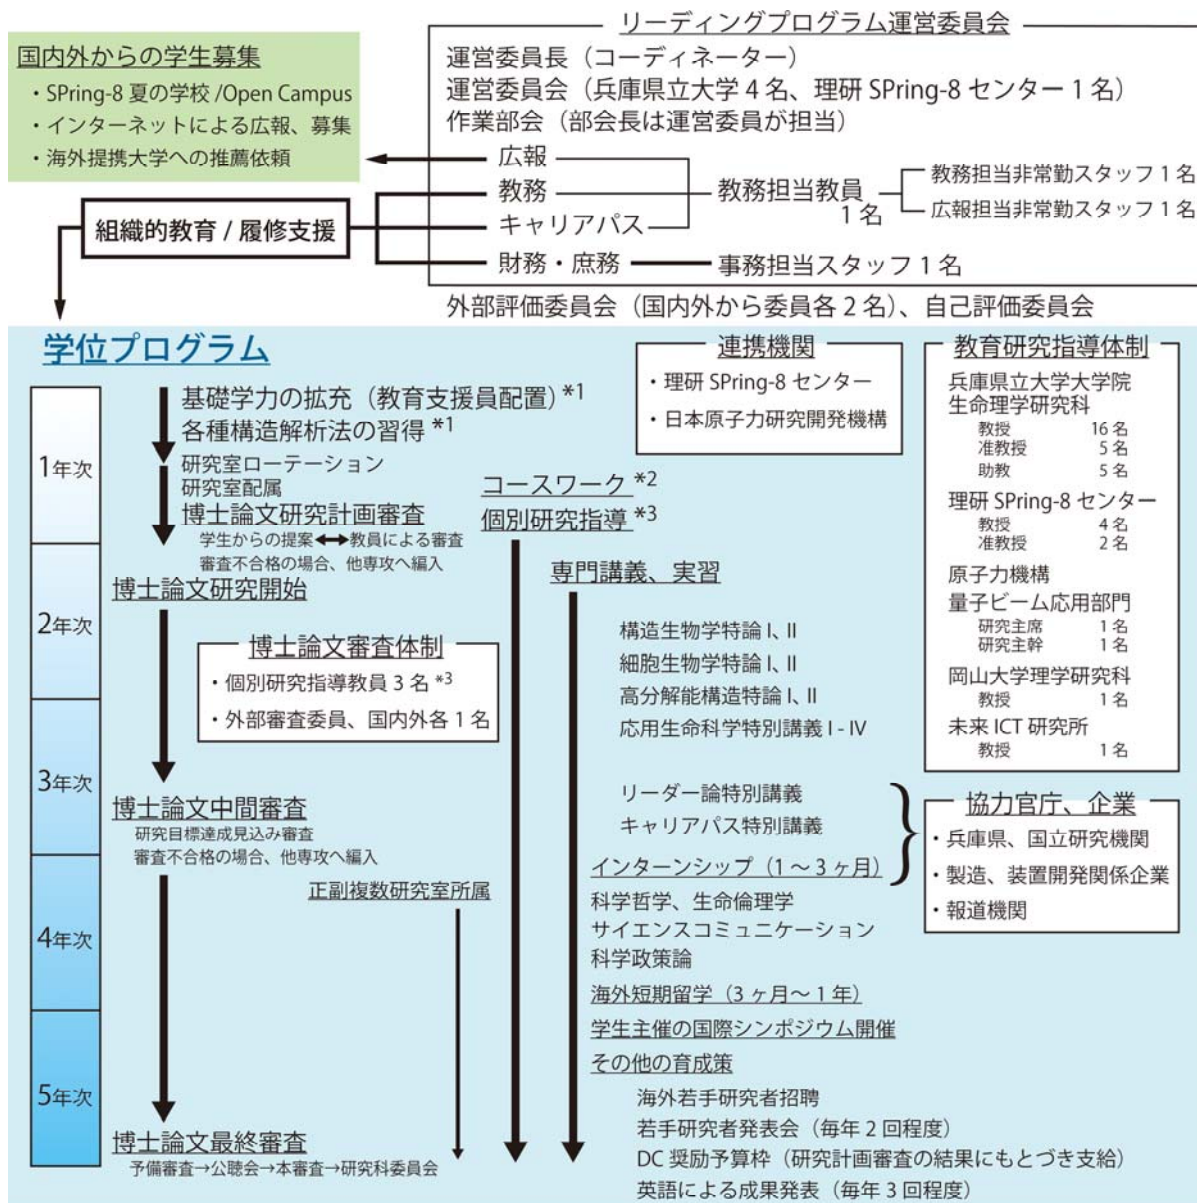 国内外からの学生募集
・SPring-8 夏の学校 /Open Campus
・インターネットによる広報、募集
・海外提携大学への推薦依頼
リーディングプログラム運営委員会
運営委員長（コーディネーター）
運営委員会（兵庫県立大学 4 名、理研 SPring-8 センター 1 名）
作業部会（部会長は運営委員が担当）
広報
教務
キャリアパス
財務・庶務
教務担当教員
1 名
教務担当非常勤スタッフ 1 名
広報担当非常勤スタッフ 1 名
事務担当スタッフ 1 名
組織的教育 / 履修支援
外部評価委員会（国内外から委員各 2 名）、自己評価委員会
学位プログラム
1年次
2年次
3年次
4年次
5年次
基礎学力の拡充（教育支援員配置）*1
各種構造解析法の習得 *1
研究室ローテーション
研究室配属
博士論文研究計画審査
学生からの提案⟷教員による審査
審査不合格の場合、他専攻へ編入
博士論文研究開始
博士論文審査体制
・個別研究指導教員 3 名 *3
・外部審査委員、国内外各 1 名
博士論文中間審査
研究目標達成見込み審査
審査不合格の場合、他専攻へ編入
正副複数研究室所属
博士論文最終審査
予備審査→公聴会→本審査→研究科委員会
コースワーク *2
個別研究指導 *3
専門講義、実習
構造生物学特論 I、II
細胞生物学特論 I、II
高分解能構造特論 I、II
応用生命科学特別講義 I - IV
リーダー論特別講義
キャリアパス特別講義
インターンシップ（1 〜 3 ヶ月）
科学哲学、生命倫理学
サイエンスコミュニケーション
科学政策論
海外短期留学（3 ヶ月〜 1 年）
学生主催の国際シンポジウム開催
その他の育成策
海外若手研究者招聘
若手研究者発表会（毎年 2 回程度）
DC 奨励予算枠（研究計画審査の結果にもとづき支給）
英語による成果発表（毎年 3 回程度）
連携機関
・理研 SPring-8 センター
・日本原子力研究開発機構
教育研究指導体制
兵庫県立大学大学院
生命理学研究科
教授 16 名
准教授 5 名
助教 5 名
理研 SPring-8 センター
教授 4 名
准教授 2 名
原子力機構
量子ビーム応用部門
研究主席 1 名
研究主幹 1 名
岡山大学理学研究科
教授 1 名
未来 ICT 研究所
教授 1 名
協力官庁、企業
・兵庫県、国立研究機関
・製造、装置開発関係企業
・報道機関